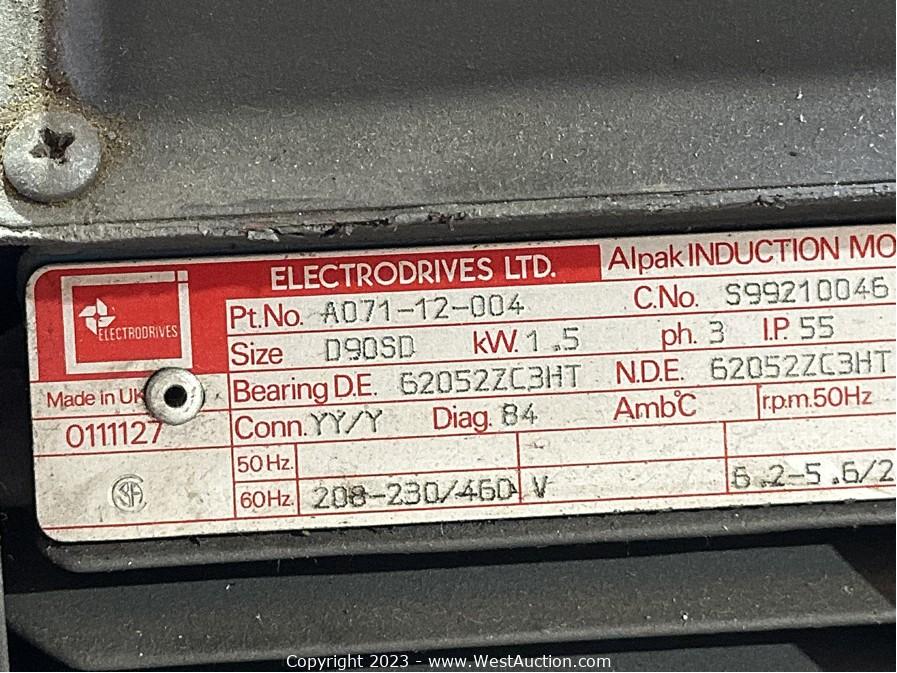 ELECTRODRIVES LTD. Alpak INDUCTION MO
ELECTRODRIVES
Pt.No. A071-12-004 C.No. S99210046
Size D90SD kW. 1.5 ph. 3 I.P. 55
Made in UK Bearing D.E. 62052ZC3HT N.D.E. 62052ZC3HT
0111127 Conn. YY/Y Diag. 84 Amb°C r.p.m. 50Hz
50 Hz.
60Hz. 208-230/460 V 6.2-5.6/2
Copyright 2023 - www.WestAuction.com